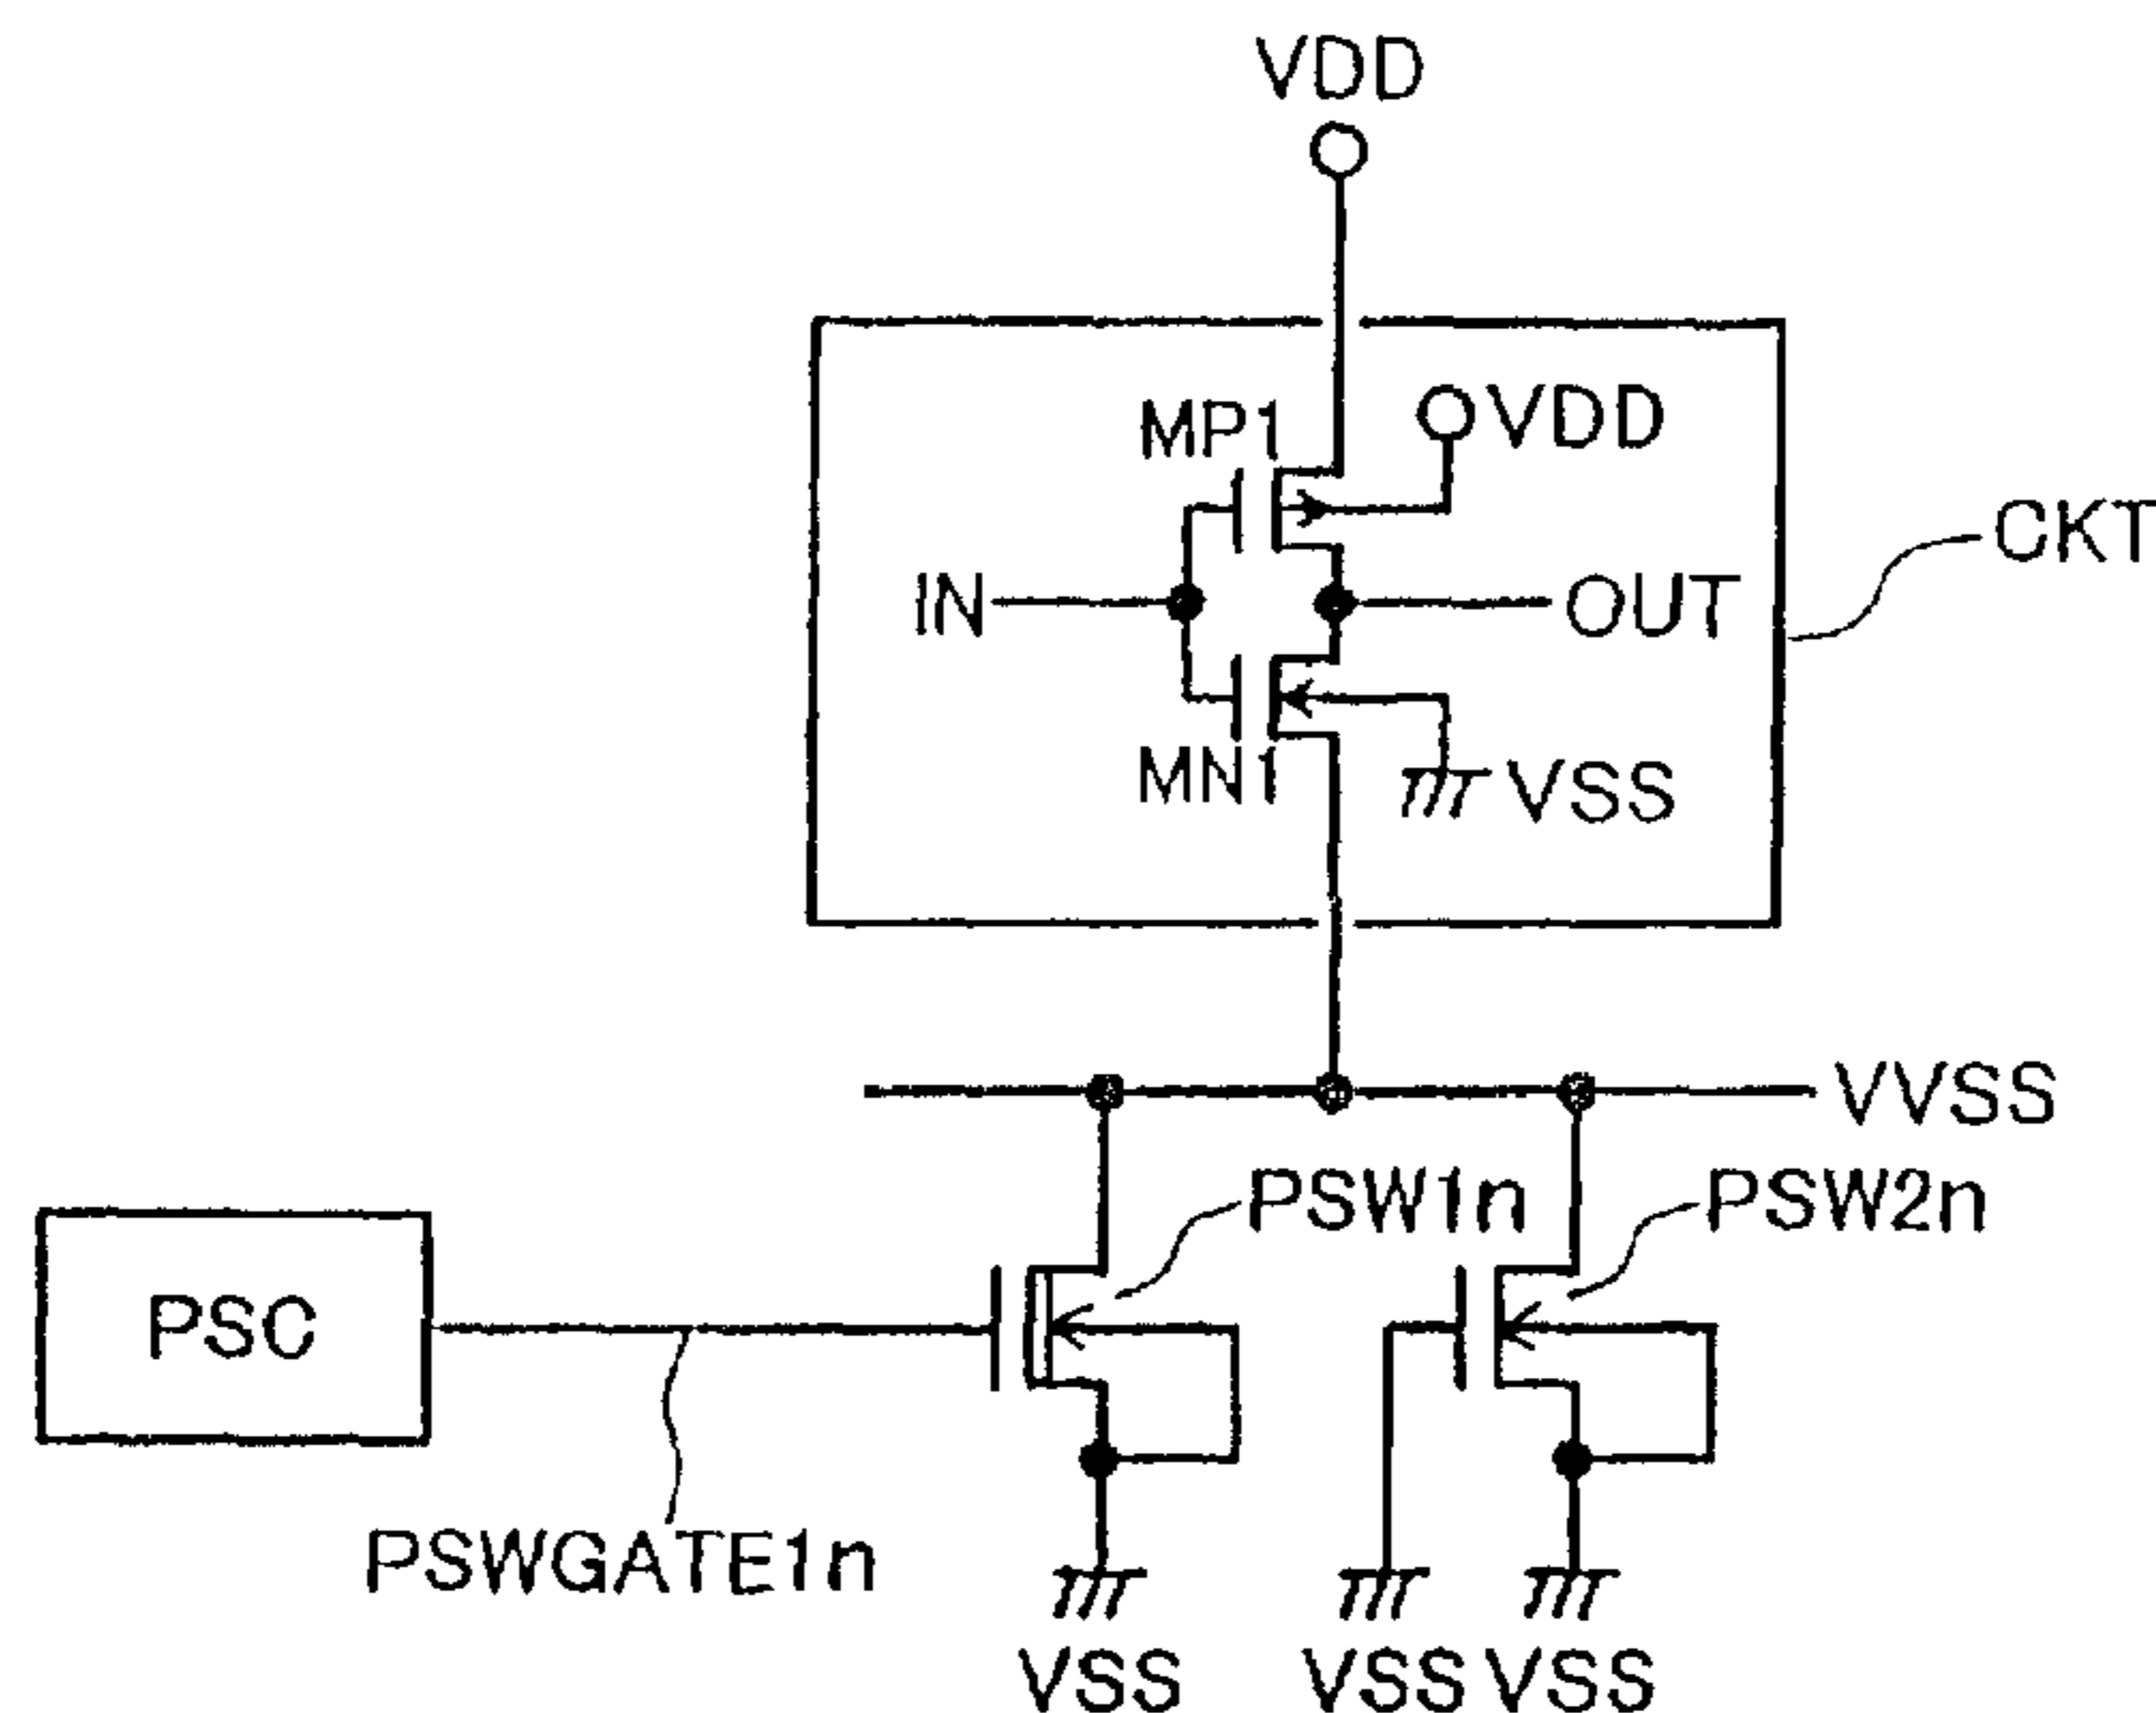 VDD
MP1
VDD
CKT
IN
OUT
MN1
VSS
VVSS
PSW1n
PSW2n
PSC
PSWGATE1n
VSS
VSS
VSS